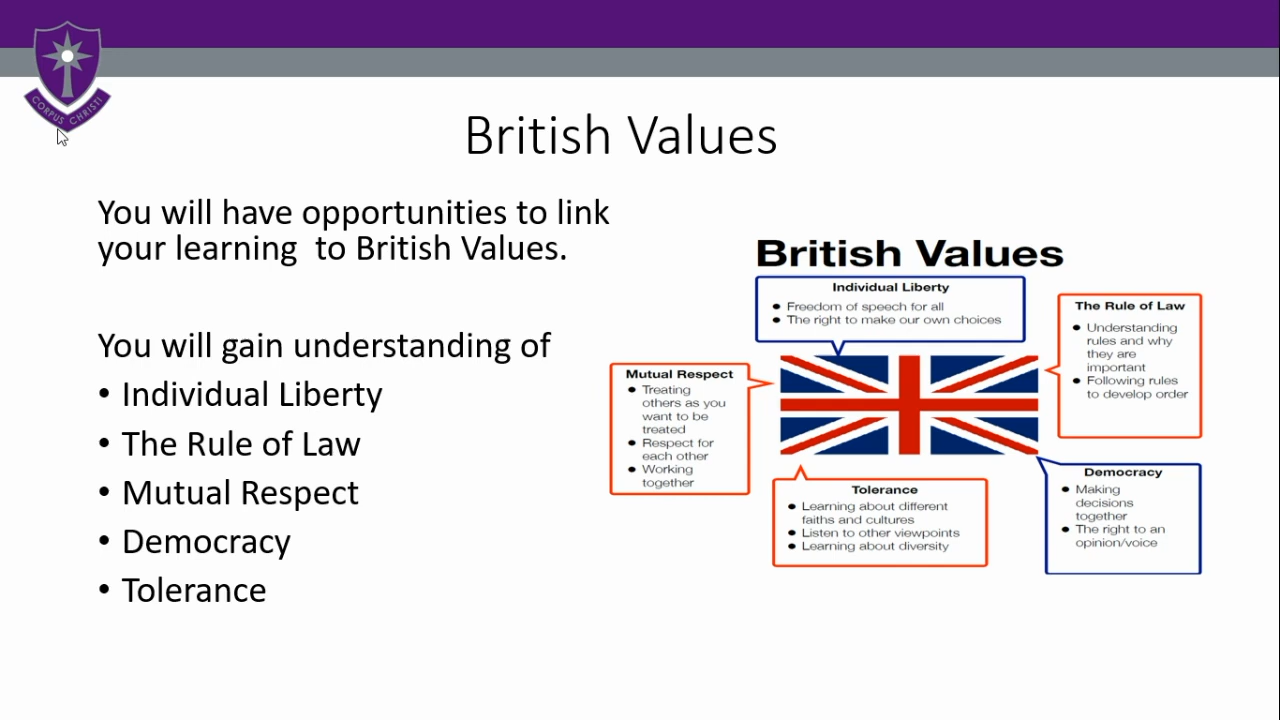 CORPUS CHRISTI
British Values
You will have opportunities to link
your learning  to British Values.
You will gain understanding of
• Individual Liberty
• The Rule of Law
• Mutual Respect
• Democracy
• Tolerance
British Values
Individual Liberty
• Freedom of speech for all
• The right to make our own choices
The Rule of Law
• Understanding
rules and why
they are
important
• Following rules
to develop order
Mutual Respect
• Treating
others as you
want to be
treated
• Respect for
each other
• Working
together
Tolerance
• Learning about different
faiths and cultures
• Listen to other viewpoints
• Learning about diversity
Democracy
• Making
decisions
together
• The right to an
opinion/voice